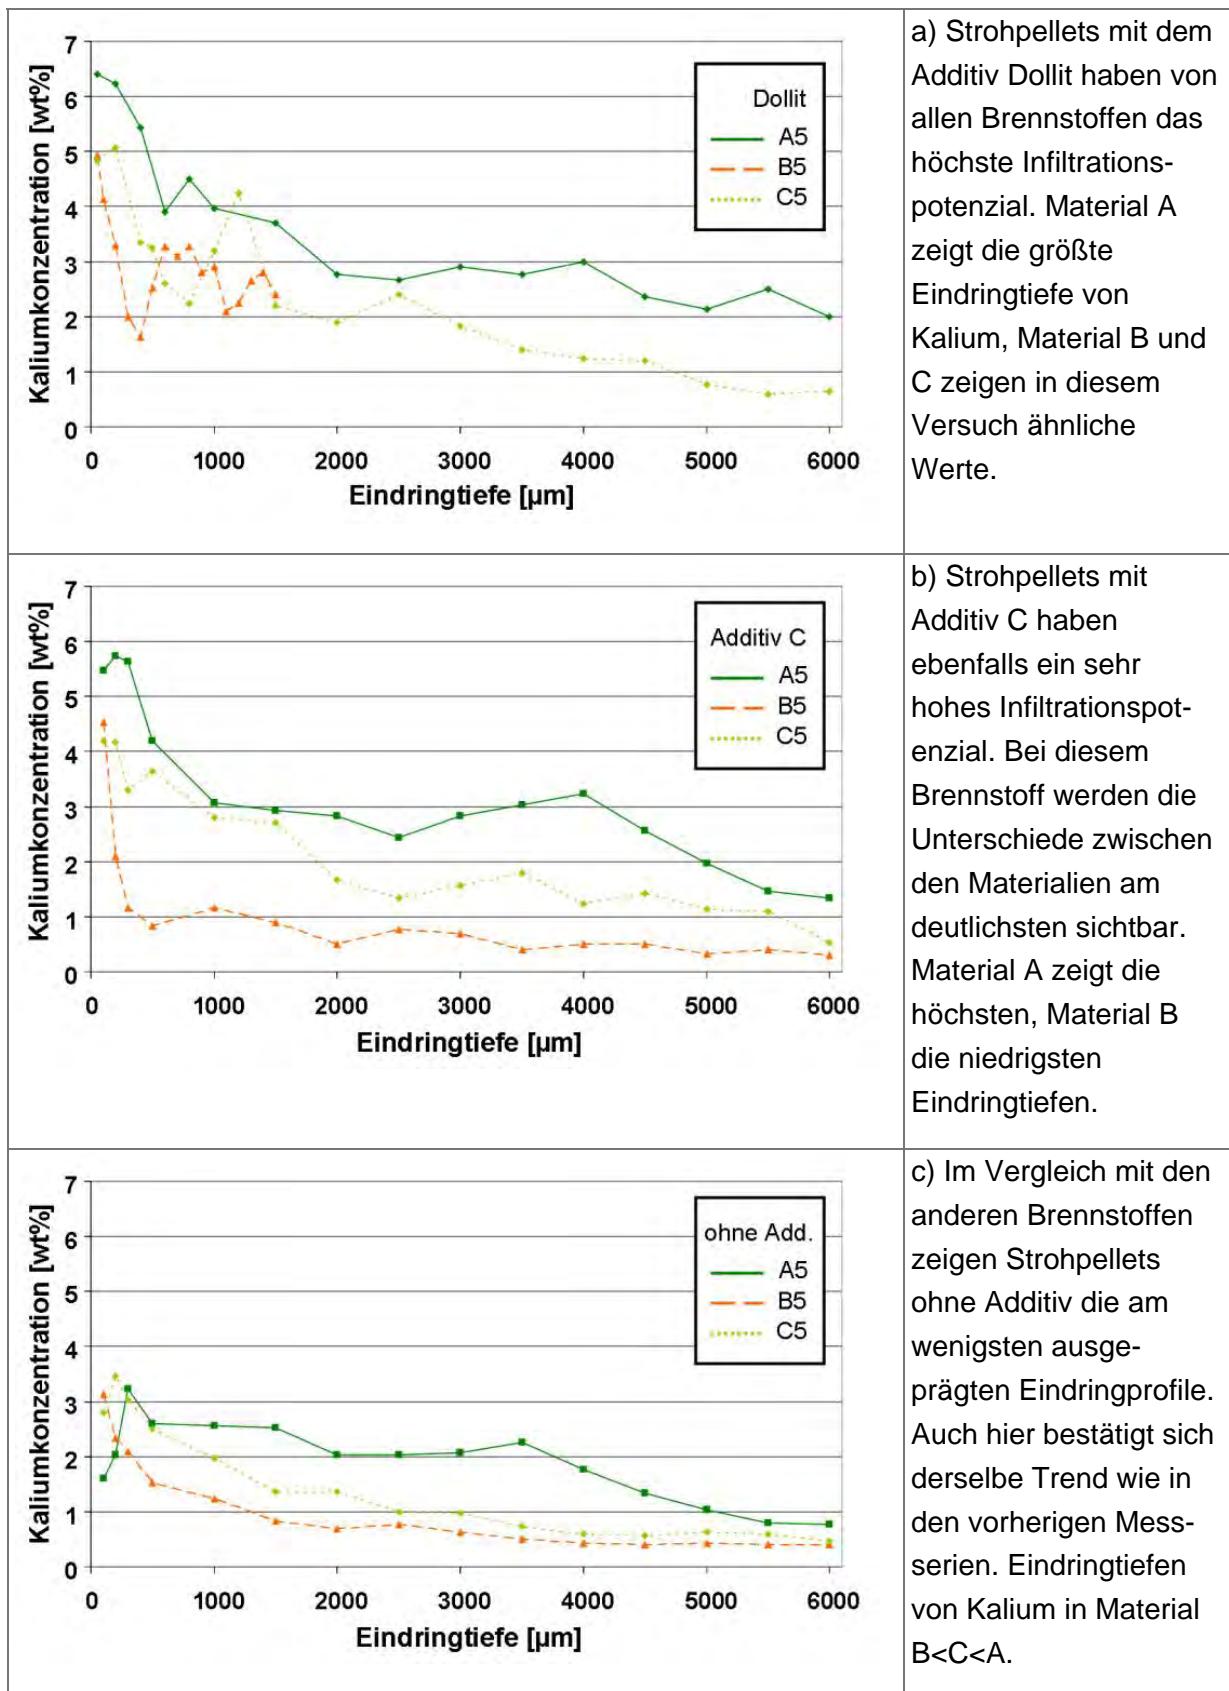 7
6
5
4
3
2
1
0
Kaliumkonzentration [wt%]
0 1000 2000 3000 4000 5000 6000
Eindringtiefe [µm]
Dollit
A5
B5
C5
a) Strohpellets mit dem
Additiv Dollit haben von
allen Brennstoffen das
höchste Infiltrations-
potenzial. Material A
zeigt die größte
Eindringtiefe von
Kalium, Material B und
C zeigen in diesem
Versuch ähnliche
Werte.
7
6
5
4
3
2
1
0
Kaliumkonzentration [wt%]
0 1000 2000 3000 4000 5000 6000
Eindringtiefe [µm]
Additiv C
A5
B5
C5
b) Strohpellets mit
Additiv C haben
ebenfalls ein sehr
hohes Infiltrationspot-
enzial. Bei diesem
Brennstoff werden die
Unterschiede zwischen
den Materialien am
deutlichsten sichtbar.
Material A zeigt die
höchsten, Material B
die niedrigsten
Eindringtiefen.
7
6
5
4
3
2
1
0
Kaliumkonzentration [wt%]
0 1000 2000 3000 4000 5000 6000
Eindringtiefe [µm]
ohne Add.
A5
B5
C5
c) Im Vergleich mit den
anderen Brennstoffen
zeigen Strohpellets
ohne Additiv die am
wenigsten ausge-
prägten Eindringprofile.
Auch hier bestätigt sich
derselbe Trend wie in
den vorherigen Mess-
serien. Eindringtiefen
von Kalium in Material
B<C<A.